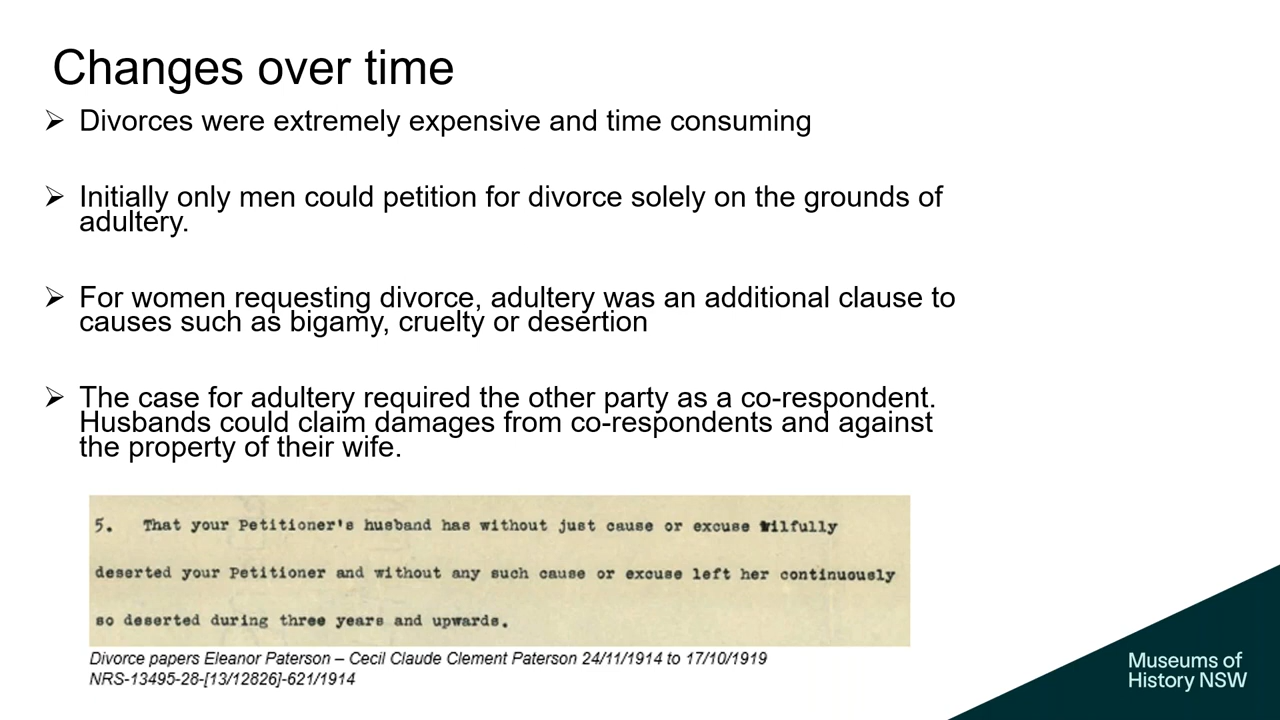 Changes over time
➢ Divorces were extremely expensive and time consuming
➢ Initially only men could petition for divorce solely on the grounds of
adultery.
➢ For women requesting divorce, adultery was an additional clause to
causes such as bigamy, cruelty or desertion
➢ The case for adultery required the other party as a co-respondent.
Husbands could claim damages from co-respondents and against
the property of their wife.
5. That your Petitioner's husband has without just cause or excuse wilfully
deserted your Petitioner and without any such cause or excuse left her continuously
so deserted during three years and upwards.
Divorce papers Eleanor Paterson – Cecil Claude Clement Paterson 24/11/1914 to 17/10/1919
NRS-13495-28-[13/12826]-621/1914
Museums of
History NSW